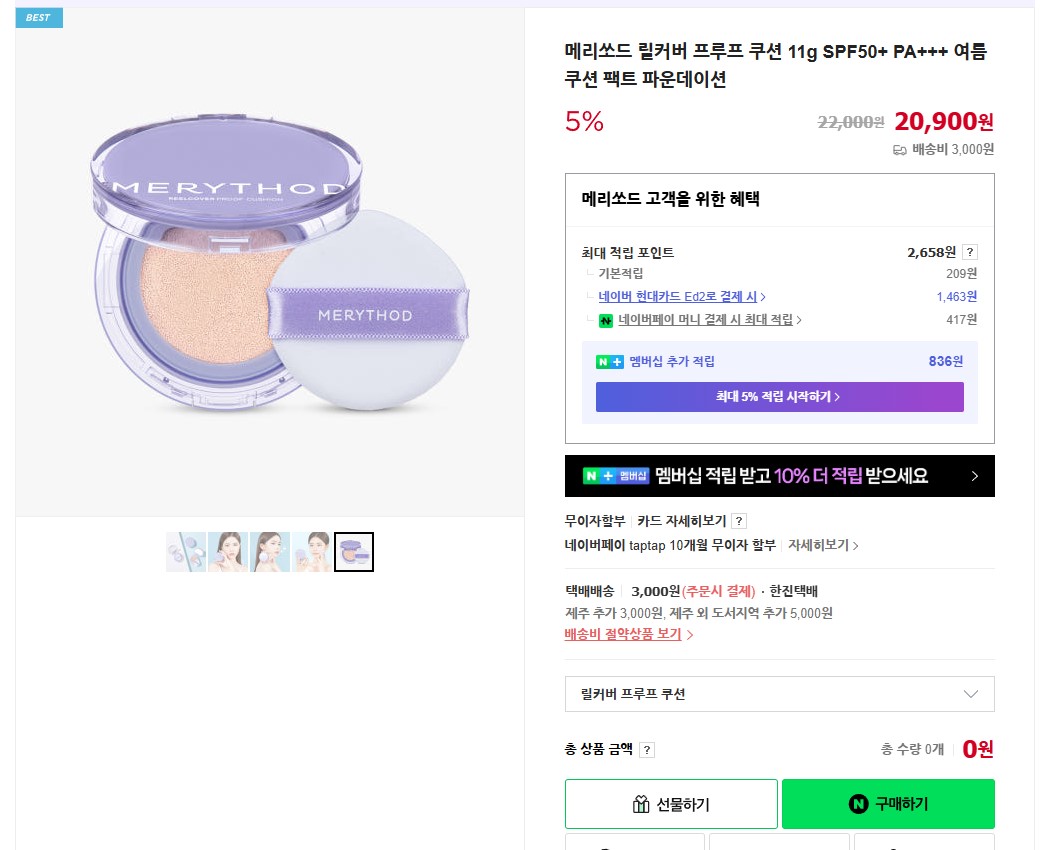 BEST
MERYTHOD
REELCOVER PROOF CUSHION
MERYTHOD
메리쏘드 릴커버 프루프 쿠션 11g SPF50+ PA+++ 여름
쿠션 팩트 파운데이션
5% 22,000원 20,900원
배송비 3,000원
메리쏘드 고객을 위한 혜택
최대 적립 포인트 2,658원 ?
기본적립 209원
네이버 현대카드 Ed2로 결제 시 > 1,463원
N 네이버페이 머니 결제 시 최대 적립 > 417원
N + 멤버십 추가 적립 836원
최대 5% 적립 시작하기 >
N + 멤버십 멤버십 적립 받고 10% 더 적립 받으세요 >
무이자할부 카드 자세히보기 ?
네이버페이 taptap 10개월 무이자 할부 자세히보기 >
택배배송 3,000원(주문시 결제) · 한진택배
제주 추가 3,000원, 제주 외 도서지역 추가 5,000원
배송비 절약상품 보기 >
릴커버 프루프 쿠션
총 상품 금액 ? 총 수량 0개 0원
선물하기 N 구매하기